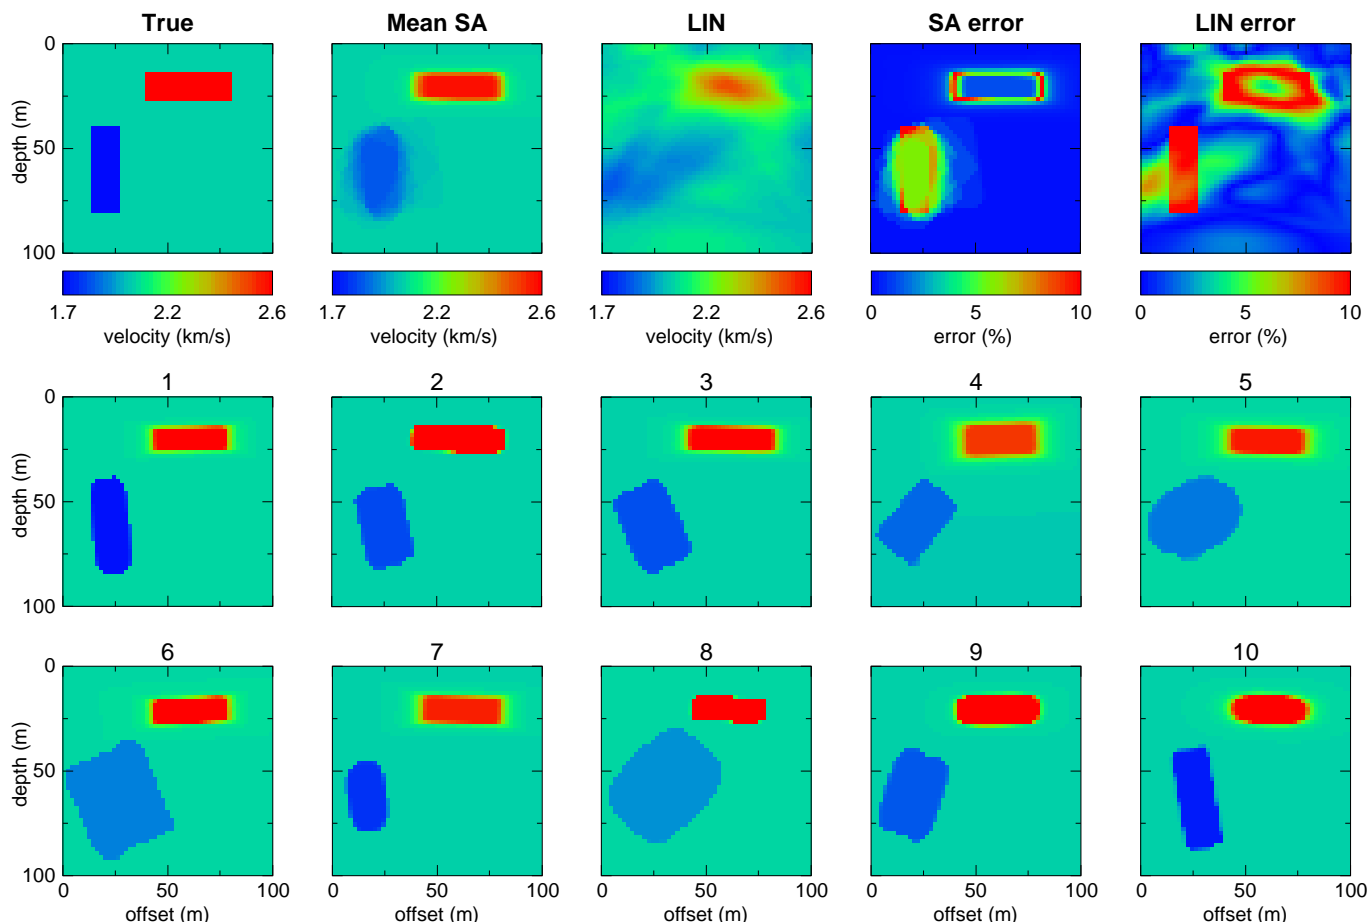 True Mean SA LIN SA error LIN error
0
50
100
depth (m)
1.7 2.2 2.6 1.7 2.2 2.6 1.7 2.2 2.6 0 5 10 0 5 10
velocity (km/s) velocity (km/s) velocity (km/s) error (%) error (%)
1 2 3 4 5
0
50
100
depth (m)
6 7 8 9 10
0
50
100
depth (m)
0 50 100 0 50 100 0 50 100 0 50 100 0 50 100
offset (m) offset (m) offset (m) offset (m) offset (m)